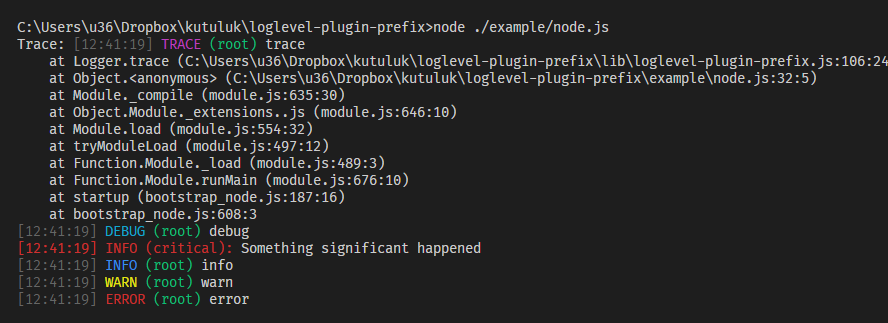 C:\Users\u36\Dropbox\kutuluk\loglevel-plugin-prefix>node ./example/node.js
Trace: [12:41:19] TRACE (root) trace
    at Logger.trace (C:\Users\u36\Dropbox\kutuluk\loglevel-plugin-prefix\lib\loglevel-plugin-prefix.js:106:24
    at Object.<anonymous> (C:\Users\u36\Dropbox\kutuluk\loglevel-plugin-prefix\example\node.js:32:5)
    at Module._compile (module.js:635:30)
    at Object.Module._extensions..js (module.js:646:10)
    at Module.load (module.js:554:32)
    at tryModuleLoad (module.js:497:12)
    at Function.Module._load (module.js:489:3)
    at Function.Module.runMain (module.js:676:10)
    at startup (bootstrap_node.js:187:16)
    at bootstrap_node.js:608:3
[12:41:19] DEBUG (root) debug
[12:41:19] INFO (critical): Something significant happened
[12:41:19] INFO (root) info
[12:41:19] WARN (root) warn
[12:41:19] ERROR (root) error